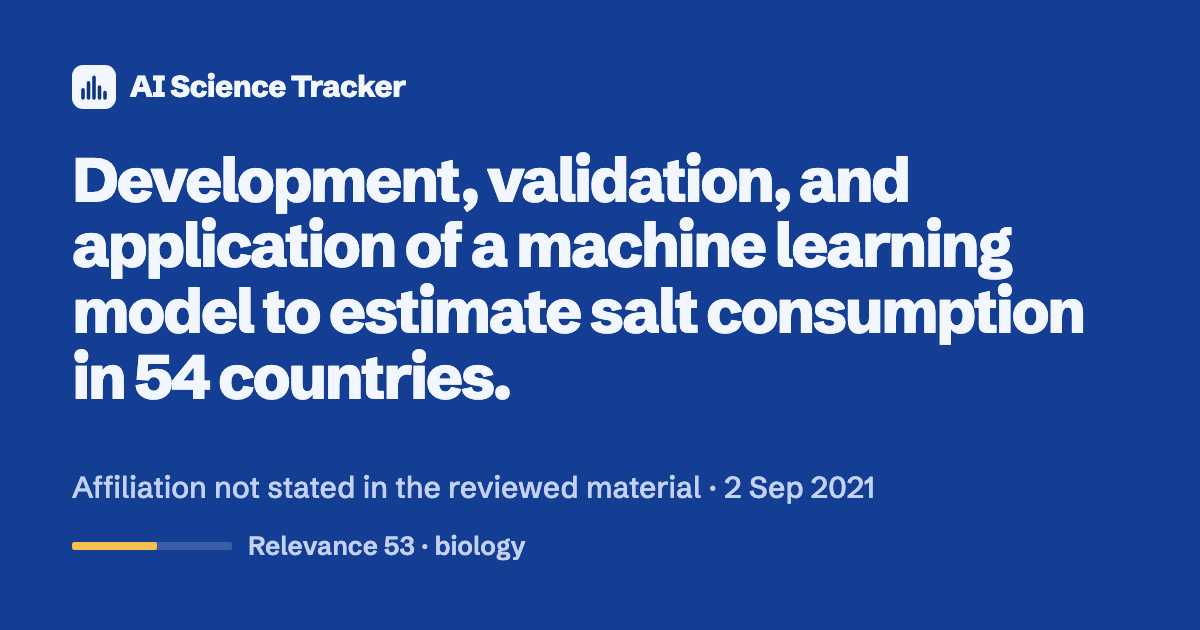 AI Science Tracker
Development, validation, and
application of a machine learning
model to estimate salt consumption
in 54 countries.
Affiliation not stated in the reviewed material · 2 Sep 2021
Relevance 53 · biology